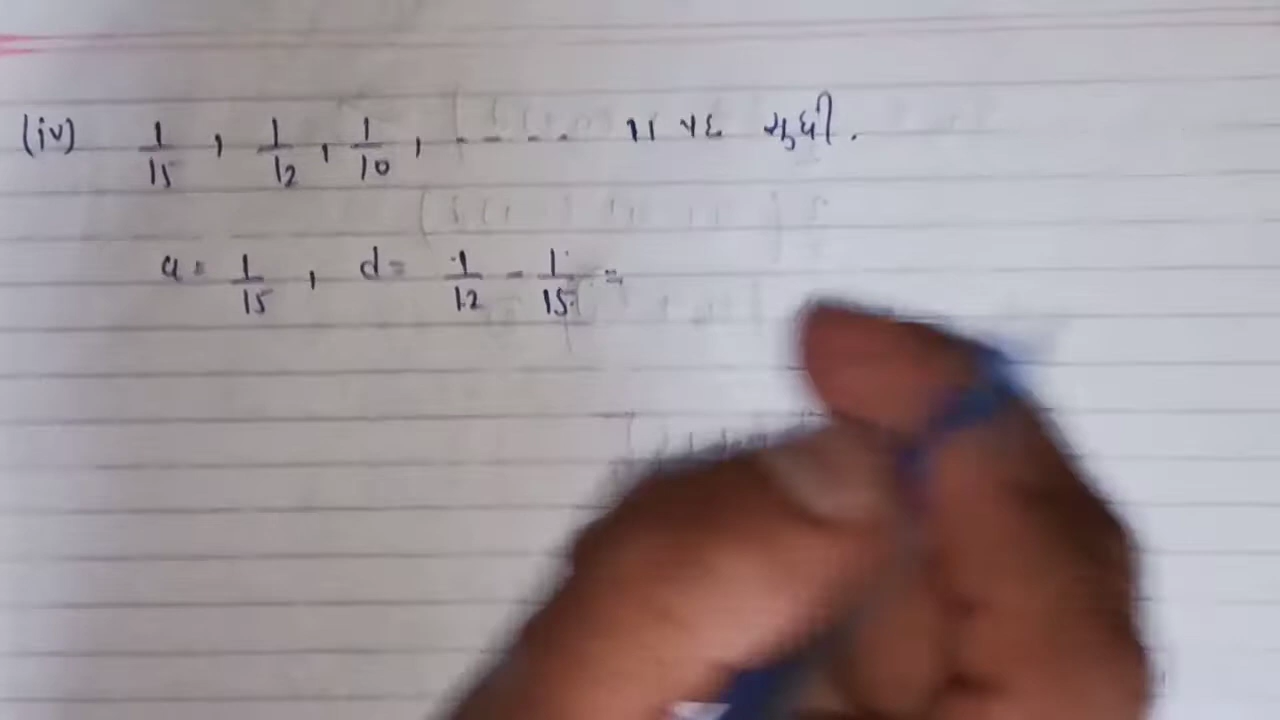 (iv) 1/15 , 1/12 , 1/10 , - - - - - ૧૧ પદ સુધી.
a = 1/15 , d = 1/12 - 1/15 =